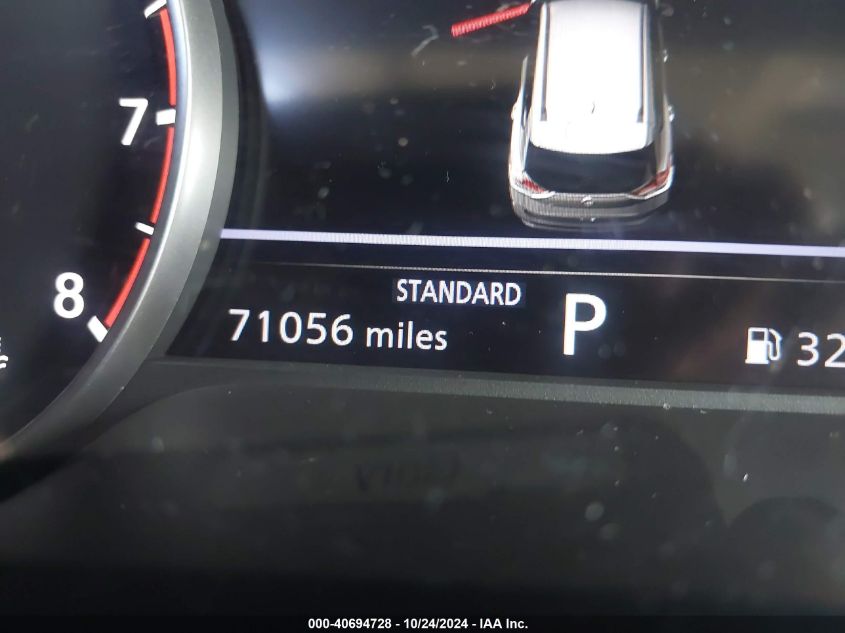 7
8
STANDARD
71056 miles
P
32
000-40694728 - 10/24/2024 - IAA Inc.